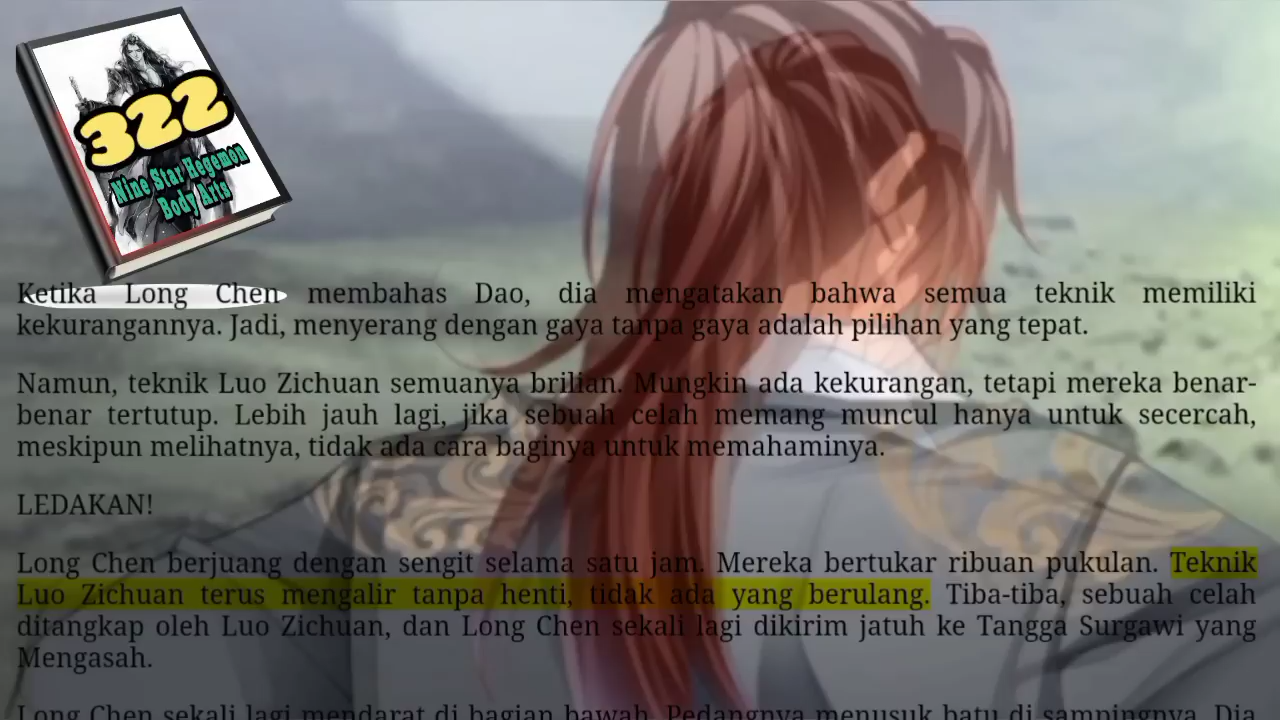 322
Nine Star Hegemon
Body Arts
Ketika Long Chen membahas Dao, dia mengatakan bahwa semua teknik memiliki
kekurangannya. Jadi, menyerang dengan gaya tanpa gaya adalah pilihan yang tepat.
Namun, teknik Luo Zichuan semuanya brilian. Mungkin ada kekurangan, tetapi mereka benar-
benar tertutup. Lebih jauh lagi, jika sebuah celah memang muncul hanya untuk secercah,
meskipun melihatnya, tidak ada cara baginya untuk memahaminya.
LEDAKAN!
Long Chen berjuang dengan sengit selama satu jam. Mereka bertukar ribuan pukulan. Teknik
Luo Zichuan terus mengalir tanpa henti, tidak ada yang berulang. Tiba-tiba, sebuah celah
ditangkap oleh Luo Zichuan, dan Long Chen sekali lagi dikirim jatuh ke Tangga Surgawi yang
Mengasah.
Long Chen sekali lagi mendarat di bagian bawah. Pedangnya menusuk batu di sampingnya. Dia